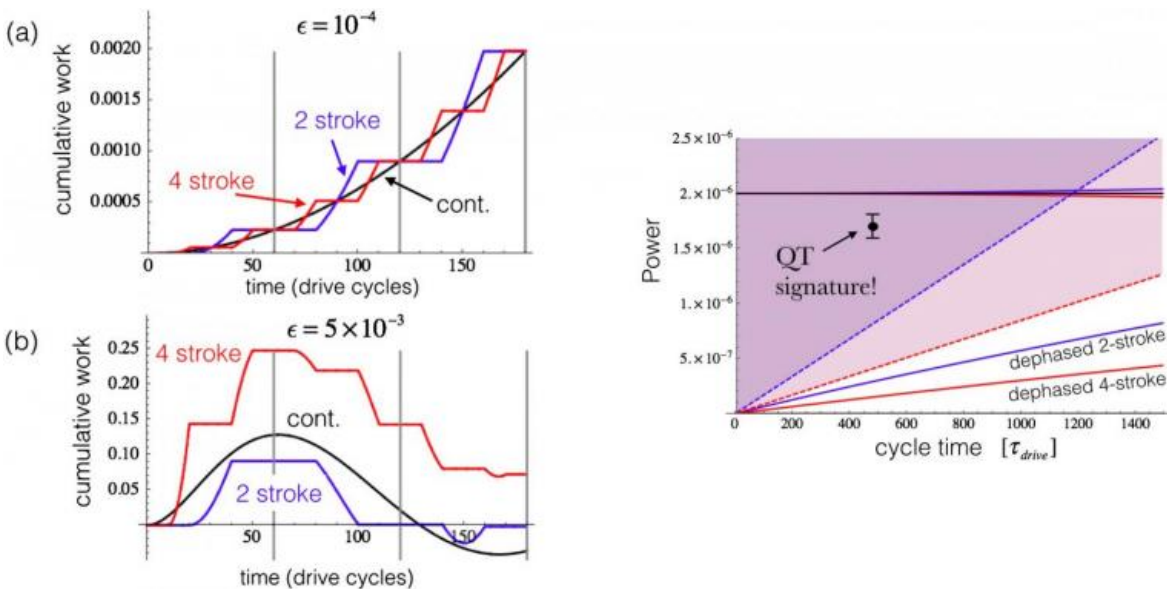 (a)
ϵ = 10⁻⁴
cumulative work
0.0020
0.0015
0.0010
0.0005
2 stroke
4 stroke
cont.
0
50
100
150
time (drive cycles)
(b)
ϵ = 5×10⁻³
cumulative work
0.25
0.20
0.15
0.10
0.05
4 stroke
cont.
2 stroke
50
100
150
time (drive cycles)
Power
2.5×10⁻⁶
2.×10⁻⁶
1.5×10⁻⁶
1.×10⁻⁶
5.×10⁻⁷
QT
signature!
dephased 2-stroke
dephased 4-stroke
0
0
200
400
600
800
1000
1200
1400
cycle time [τdrive]